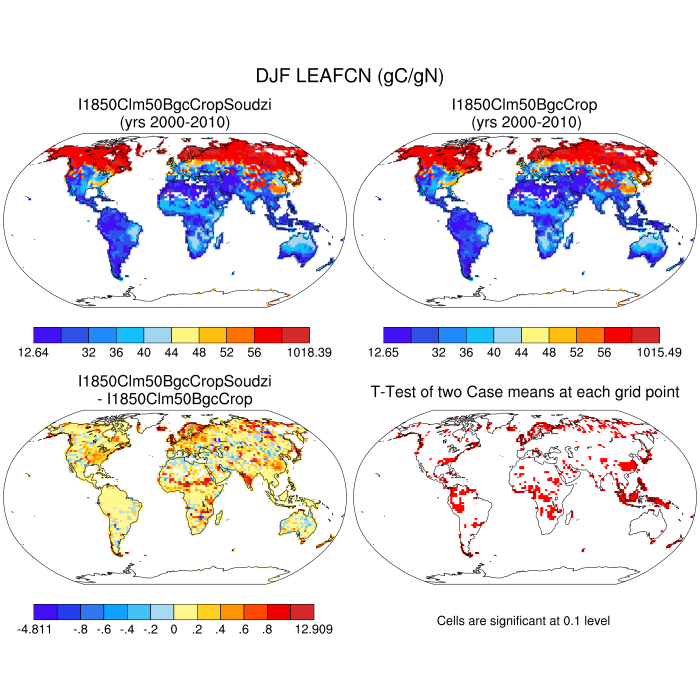 DJF LEAFCN (gC/gN)
I1850Clm50BgcCropSoudzi
(yrs 2000-2010)
I1850Clm50BgcCrop
(yrs 2000-2010)
12.64 32 36 40 44 48 52 56 1018.39
12.65 32 36 40 44 48 52 56 1015.49
I1850Clm50BgcCropSoudzi
- I1850Clm50BgcCrop
T-Test of two Case means at each grid point
-4.811 -.8 -.6 -.4 -.2 0 .2 .4 .6 .8 12.909
Cells are significant at 0.1 level